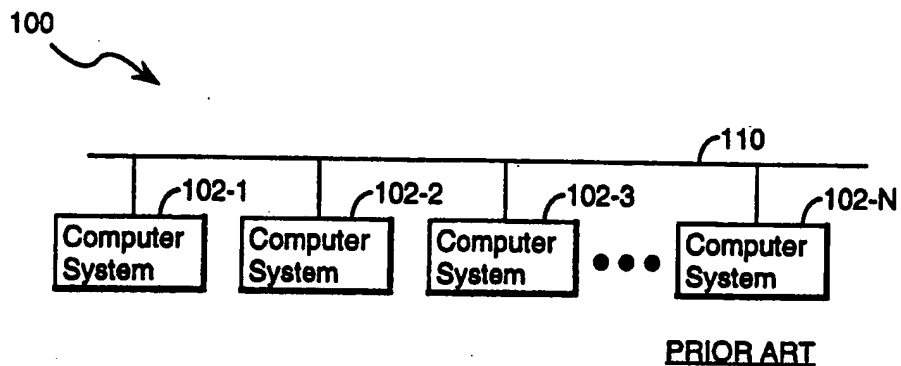 100
110
102-1
102-2
102-3
102-N
Computer
System
Computer
System
Computer
System
Computer
System
PRIOR ART